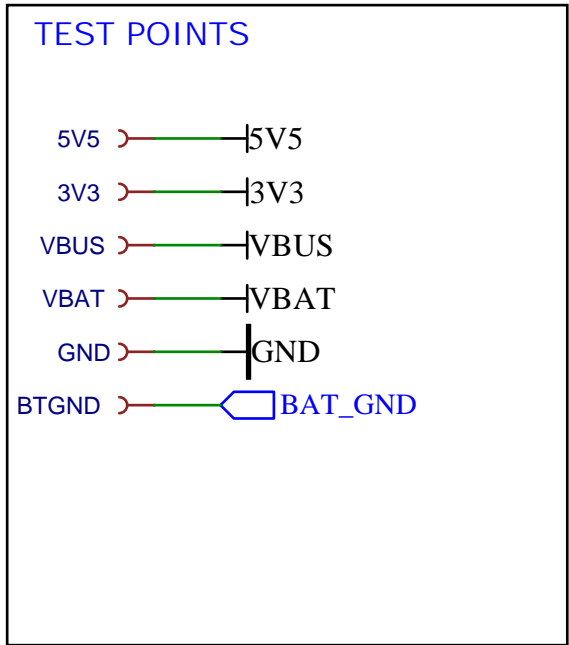 TEST POINTS
5V5 5V5
3V3 3V3
VBUS VBUS
VBAT VBAT
GND GND
BTGND BAT_GND